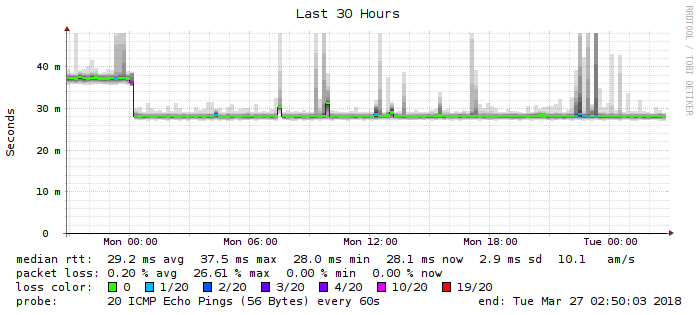 Last 30 Hours
RRDTOOL / TOBI OETIKER
Seconds
40 m
30 m
20 m
10 m
0
Mon 00:00 Mon 06:00 Mon 12:00 Mon 18:00 Tue 00:00
median rtt: 29.2 ms avg 37.5 ms max 28.0 ms min 28.1 ms now 2.9 ms sd 10.1 am/s
packet loss: 0.20 % avg 26.61 % max 0.00 % min 0.00 % now
loss color: 0 1/20 2/20 3/20 4/20 10/20 19/20
probe: 20 ICMP Echo Pings (56 Bytes) every 60s end: Tue Mar 27 02:50:03 2018